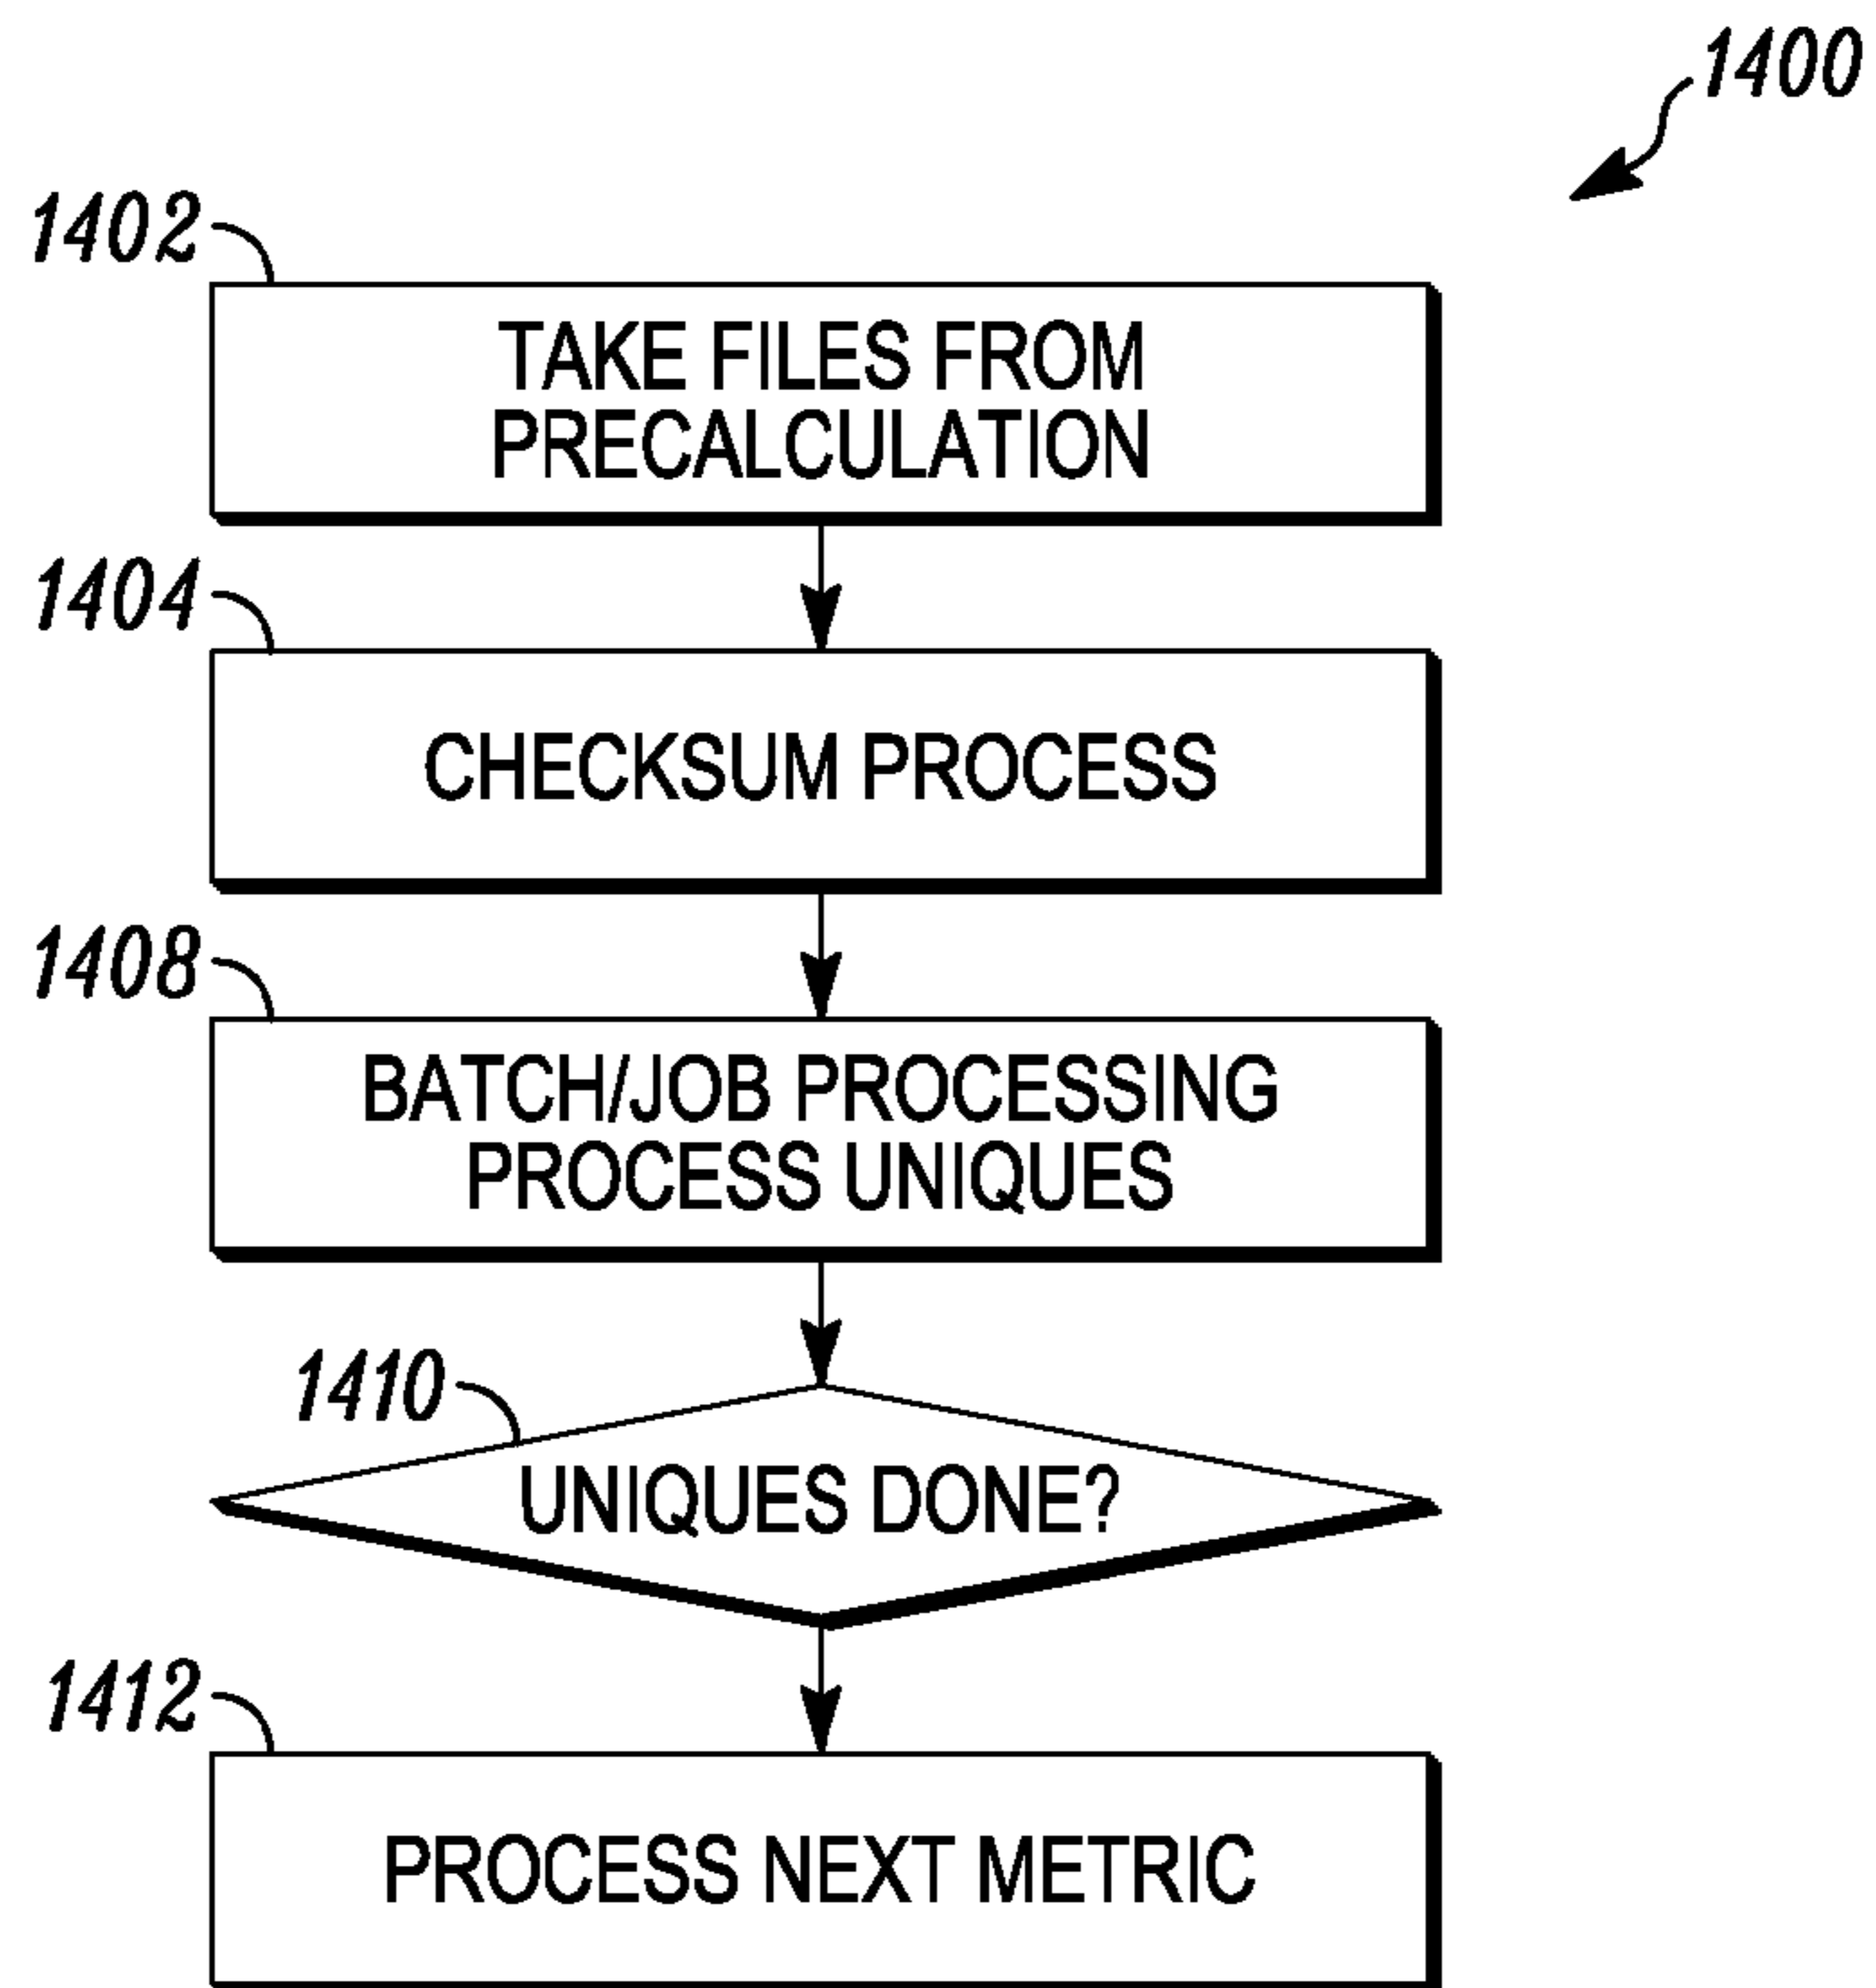 1400
1402
TAKE FILES FROM
PRECALCULATION
1404
CHECKSUM PROCESS
1408
BATCH/JOB PROCESSING
PROCESS UNIQUES
1410
UNIQUES DONE?
1412
PROCESS NEXT METRIC